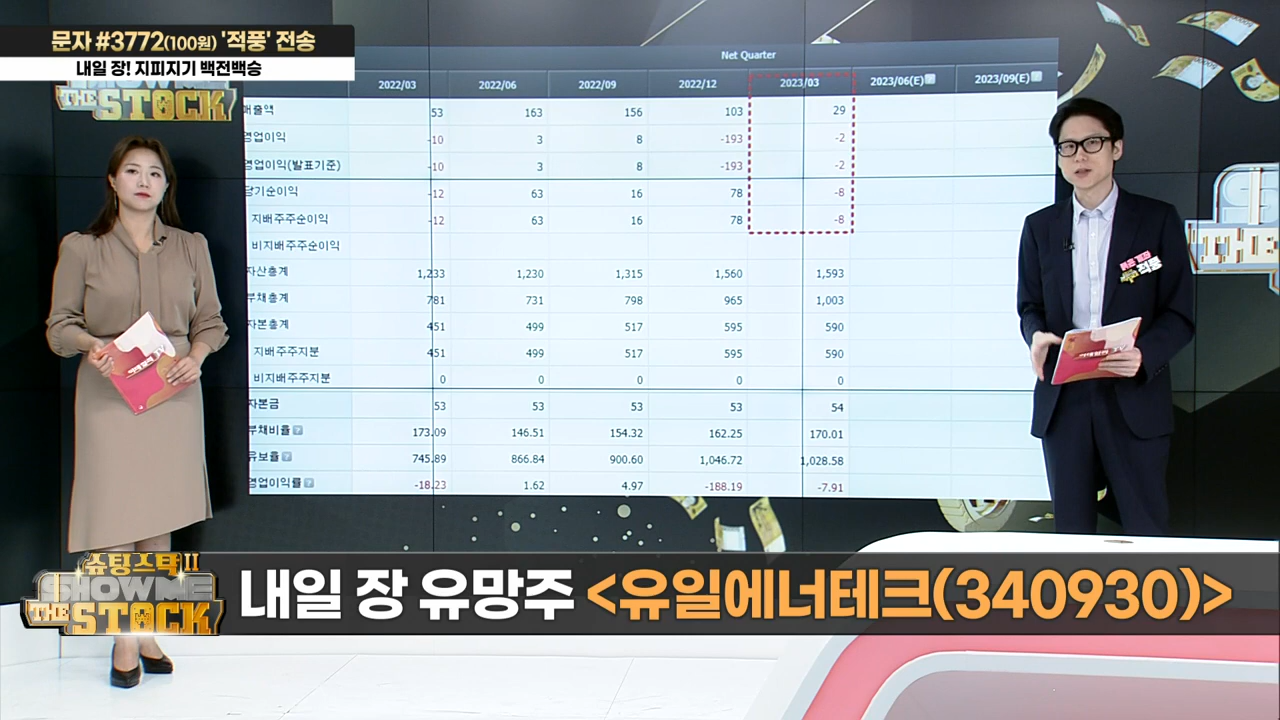 문자 #3772(100원) '적풍' 전송
내일 장! 지피지기 백전백승
THE STOCK
Net Quarter
2022/03 2022/06 2022/09 2022/12 2023/03 2023/06(E) 2023/09(E)
매출액 53 163 156 103 29
영업이익 -10 3 8 -193 -2
영업이익(발표기준) -10 3 8 -193 -2
당기순이익 -12 63 16 78 -8
지배주주순이익 -12 63 16 78 -8
비지배주주순이익
자산총계 1,233 1,230 1,315 1,560 1,593
부채총계 781 731 798 965 1,003
자본총계 451 499 517 595 590
지배주주지분 451 499 517 595 590
비지배주주지분 0 0 0 0 0
자본금 53 53 53 53 54
부채비율 173.09 146.51 154.32 162.25 170.01
유보율 745.89 866.84 900.60 1,046.72 1,028.58
영업이익률 -18.23 1.62 4.97 -188.19 -7.91
적풍
THE
슈팅스탁 II
SHOW ME
THE STOCK
내일 장 유망주 <유일에너테크(340930)>